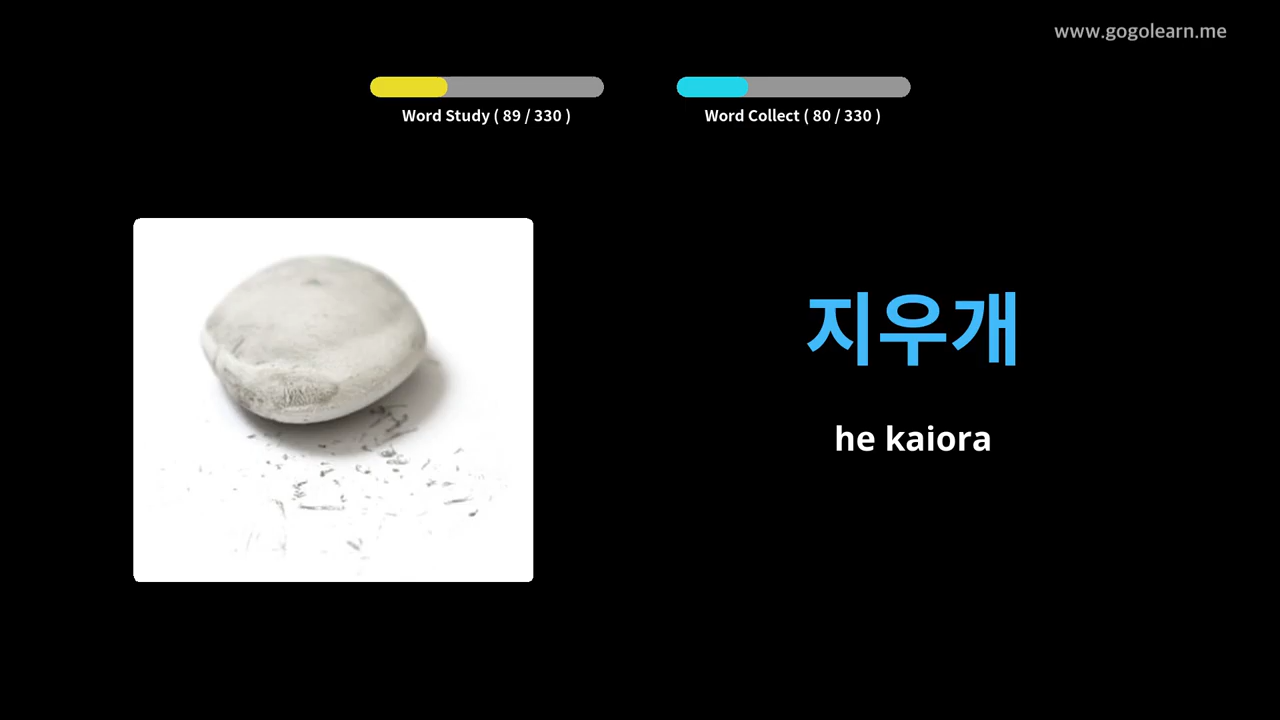 www.gogolearn.me
Word Study ( 89 / 330 )
Word Collect ( 80 / 330 )
지우개
he kaiora